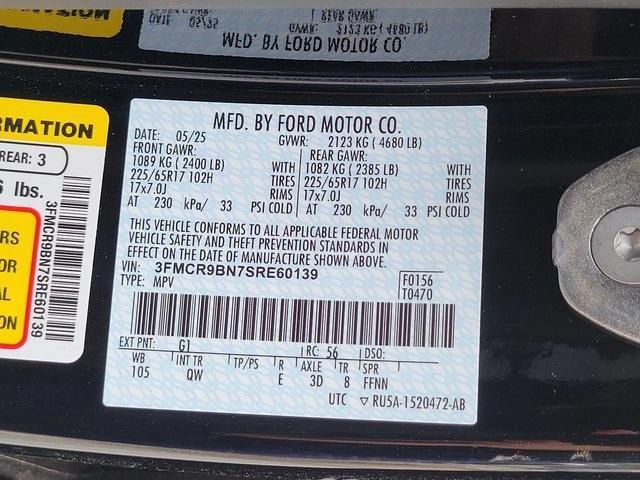 MFD. BY FORD MOTOR CO.
DATE: 05/25 GVWR: 2123 KG ( 4680 LB)
FRONT GAWR: REAR GAWR:
1089 KG ( 2400 LB) WITH 1082 KG ( 2385 LB) WITH
225/65R17 102H TIRES 225/65R17 102H TIRES
17x7.0J RIMS 17x7.0J RIMS
AT 230 kPa/ 33 PSI COLD AT 230 kPa/ 33 PSI COLD
THIS VEHICLE CONFORMS TO ALL APPLICABLE FEDERAL MOTOR
VEHICLE SAFETY AND THEFT PREVENTION STANDARDS IN
EFFECT ON THE DATE OF MANUFACTURE SHOWN ABOVE.
VIN: 3FMCR9BN7SRE60139
TYPE: MPV
F0156
T0470
EXT PNT: G1 RC: 56 DSO:
WB INT TR TP/PS R AXLE TR SPR
105 QW E 3D 8 FFNN
UTC ▽ RU5A-1520472-AB
RMATION
REAR: 3
lbs.
RS
OR
AL
ON
3FMCR9BN7SRE60139